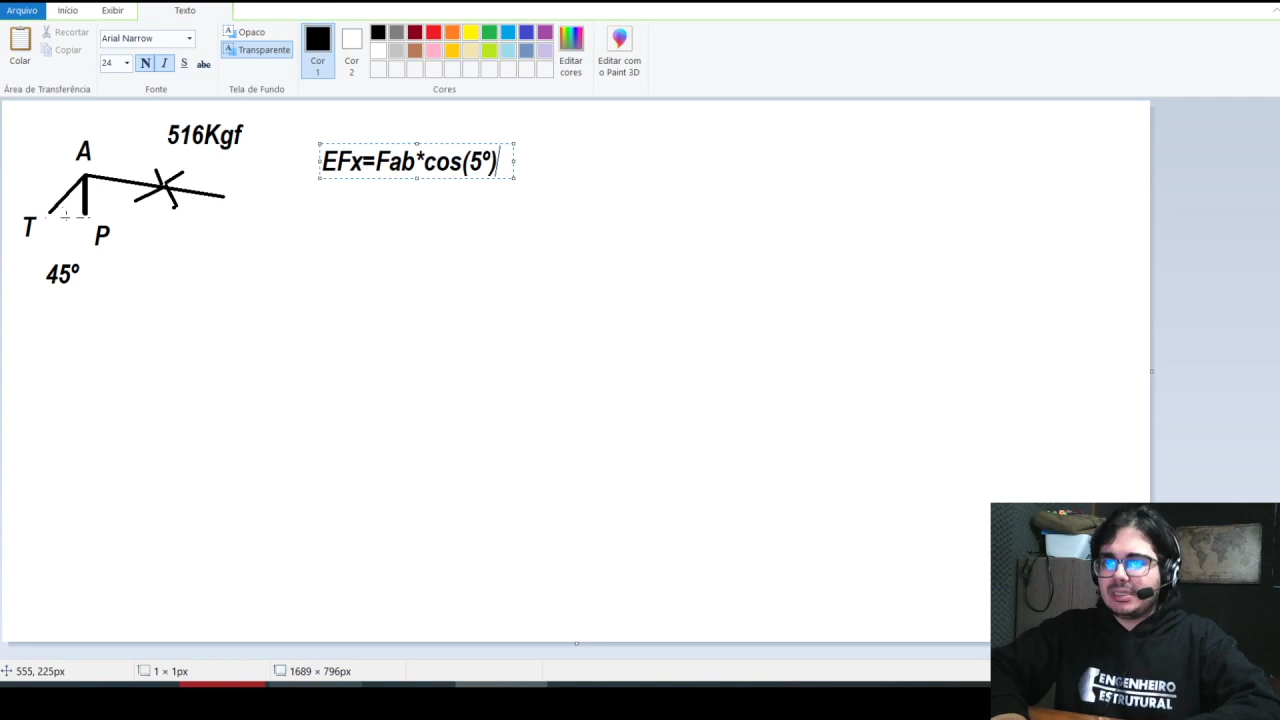 Arquivo Início Exibir Texto
Colar
Recortar
Copiar
Área de Transferência
Arial Narrow
24 N I S abc
Fonte
A Opaco
A Transparente
Tela de Fundo
Cor 1
Cor 2
Cores
Editar cores
Editar com o Paint 3D
516Kgf
A
EFx=Fab*cos(5º)
T
P
45º
555, 225px 1 × 1px 1689 × 796px
ENGENHEIRO
ESTRUTURAL